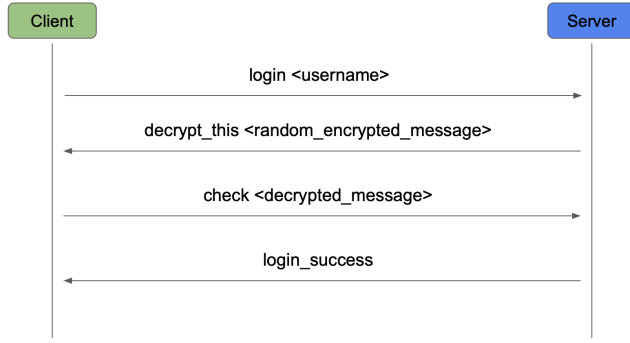 Client
Server
login <username>
decrypt_this <random_encrypted_message>
check <decrypted_message>
login_success